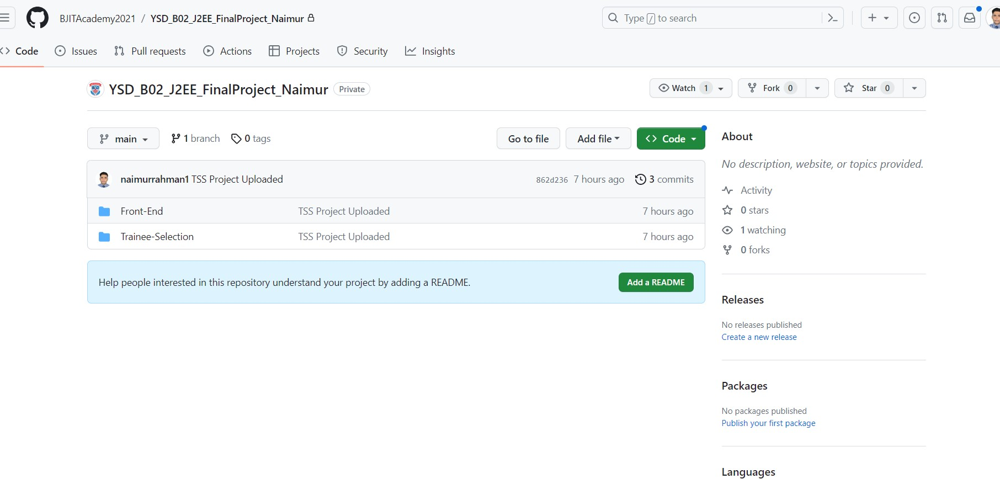 BJITAcademy2021 / YSD_B02_J2EE_FinalProject_Naimur
Type / to search
Code
Issues
Pull requests
Actions
Projects
Security
Insights
YSD_B02_J2EE_FinalProject_Naimur Private
Watch 1
Fork 0
Star 0
main
1 branch
0 tags
Go to file
Add file
Code
naimurrahman1 TSS Project Uploaded 862d236 7 hours ago 3 commits
Front-End TSS Project Uploaded 7 hours ago
Trainee-Selection TSS Project Uploaded 7 hours ago
Help people interested in this repository understand your project by adding a README.
Add a README
About
No description, website, or topics provided.
Activity
0 stars
1 watching
0 forks
Releases
No releases published
Create a new release
Packages
No packages published
Publish your first package
Languages